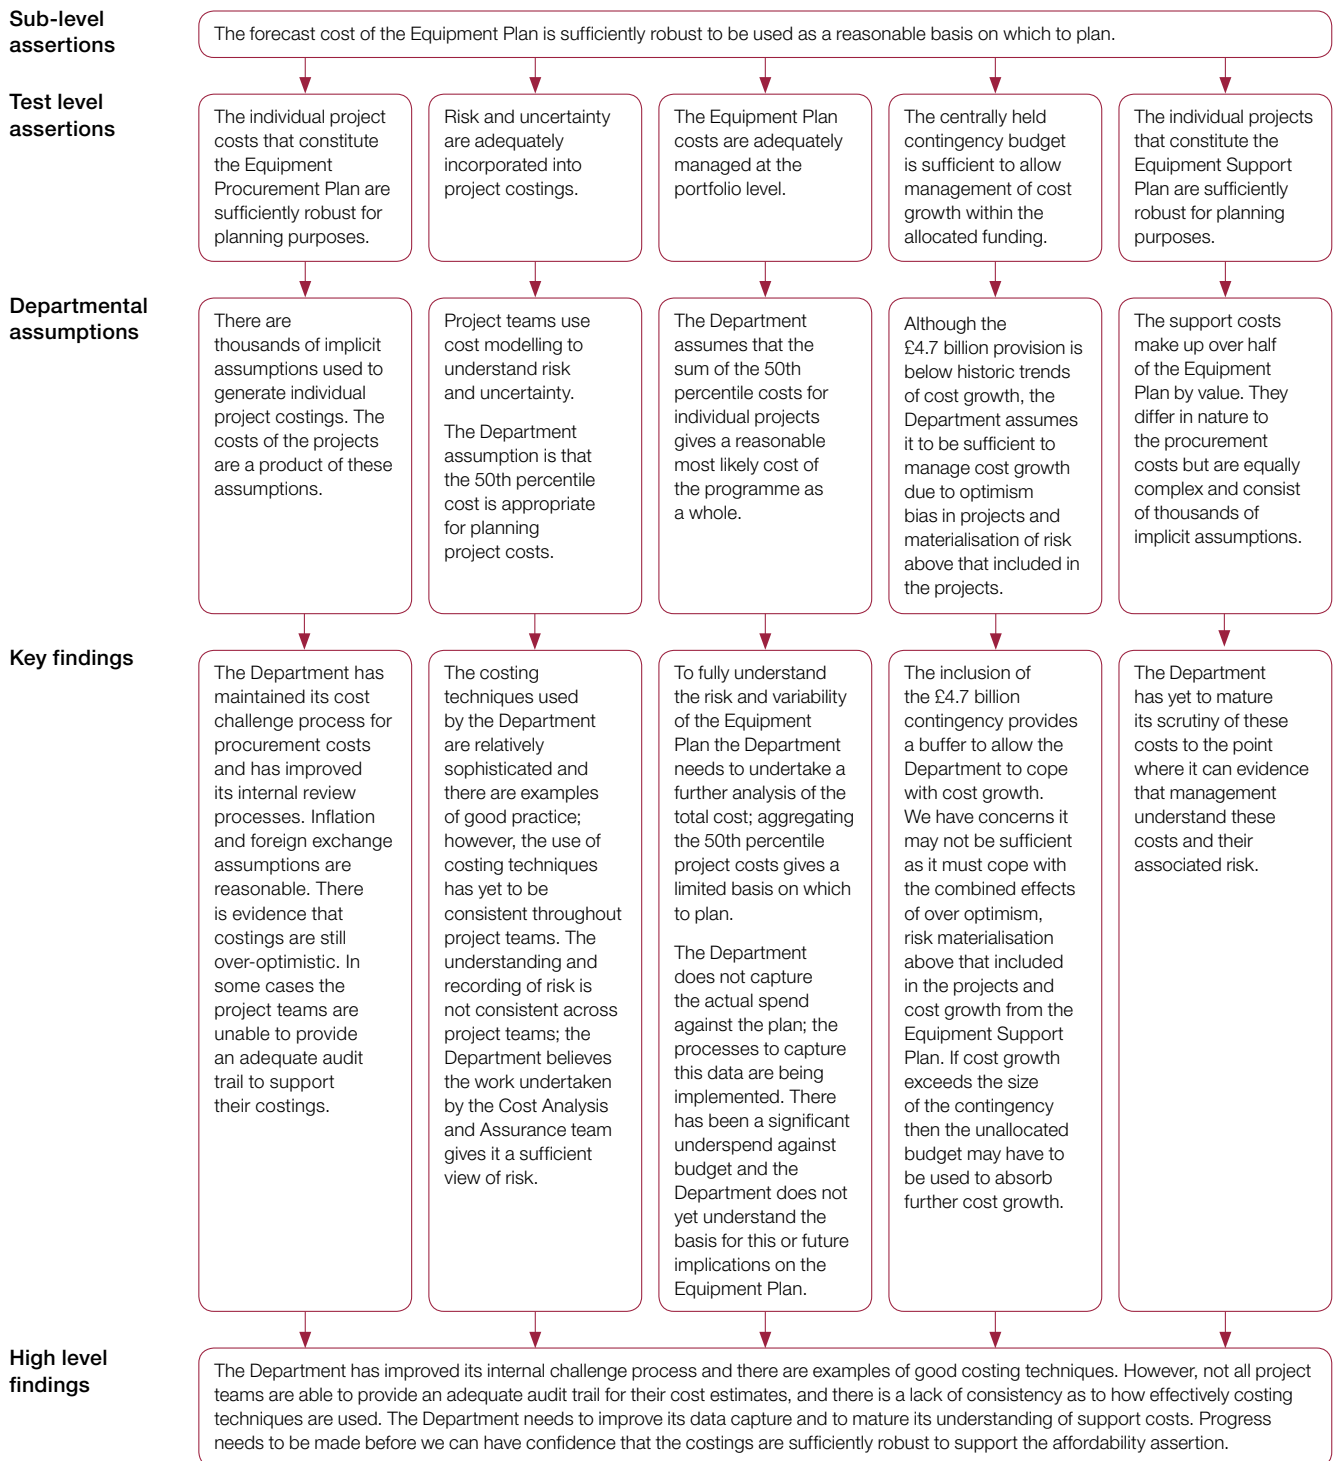 Sub-level
assertions
The forecast cost of the Equipment Plan is sufficiently robust to be used as a reasonable basis on which to plan.
Test level
assertions
The individual project
costs that constitute
the Equipment
Procurement Plan are
sufficiently robust for
planning purposes.
Risk and uncertainty
are adequately
incorporated into
project costings.
The Equipment Plan
costs are adequately
managed at the
portfolio level.
The centrally held
contingency budget
is sufficient to allow
management of cost
growth within the
allocated funding.
The individual projects
that constitute the
Equipment Support
Plan are sufficiently
robust for planning
purposes.
Departmental
assumptions
There are
thousands of implicit
assumptions used to
generate individual
project costings. The
costs of the projects
are a product of these
assumptions.
Project teams use
cost modelling to
understand risk
and uncertainty.
The Department
assumption is that
the 50th percentile
cost is appropriate
for planning
project costs.
The Department
assumes that the
sum of the 50th
percentile costs for
individual projects
gives a reasonable
most likely cost of
the programme as
a whole.
Although the
£4.7 billion provision is
below historic trends
of cost growth, the
Department assumes
it to be sufficient to
manage cost growth
due to optimism
bias in projects and
materialisation of risk
above that included in
the projects.
The support costs
make up over half
of the Equipment
Plan by value. They
differ in nature to
the procurement
costs but are equally
complex and consist
of thousands of
implicit assumptions.
Key findings
The Department has
maintained its cost
challenge process for
procurement costs
and has improved
its internal review
processes. Inflation
and foreign exchange
assumptions are
reasonable. There
is evidence that
costings are still
over-optimistic. In
some cases the
project teams are
unable to provide
an adequate audit
trail to support
their costings.
The costing
techniques used
by the Department
are relatively
sophisticated and
there are examples
of good practice;
however, the use of
costing techniques
has yet to be
consistent throughout
project teams. The
understanding and
recording of risk is
not consistent across
project teams; the
Department believes
the work undertaken
by the Cost Analysis
and Assurance team
gives it a sufficient
view of risk.
To fully understand
the risk and variability
of the Equipment
Plan the Department
needs to undertake a
further analysis of the
total cost; aggregating
the 50th percentile
project costs gives a
limited basis on which
to plan.
The Department
does not capture
the actual spend
against the plan; the
processes to capture
this data are being
implemented. There
has been a significant
underspend against
budget and the
Department does not
yet understand the
basis for this or future
implications on the
Equipment Plan.
The inclusion of
the £4.7 billion
contingency provides
a buffer to allow the
Department to cope
with cost growth.
We have concerns it
may not be sufficient
as it must cope with
the combined effects
of over optimism,
risk materialisation
above that included
in the projects and
cost growth from the
Equipment Support
Plan. If cost growth
exceeds the size
of the contingency
then the unallocated
budget may have to
be used to absorb
further cost growth.
The Department
has yet to mature
its scrutiny of these
costs to the point
where it can evidence
that management
understand these
costs and their
associated risk.
High level
findings
The Department has improved its internal challenge process and there are examples of good costing techniques. However, not all project
teams are able to provide an adequate audit trail for their cost estimates, and there is a lack of consistency as to how effectively costing
techniques are used. The Department needs to improve its data capture and to mature its understanding of support costs. Progress
needs to be made before we can have confidence that the costings are sufficiently robust to support the affordability assertion.